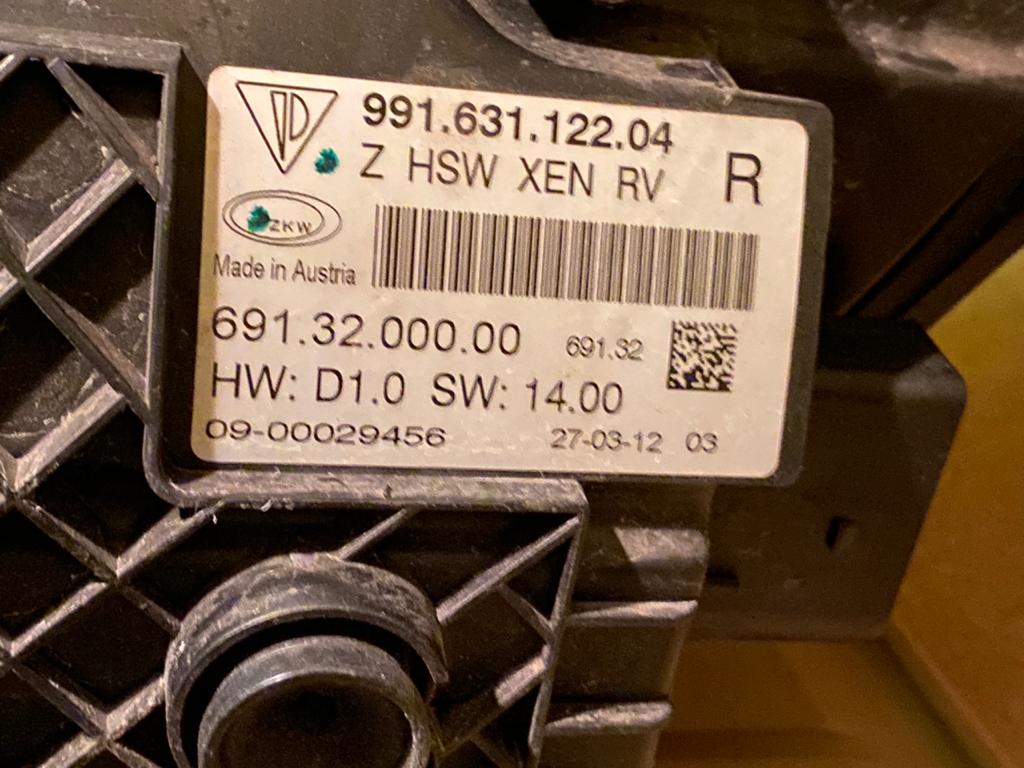 991.631.122.04
Z HSW XEN RV R
ZKW
Made in Austria
691.32.000.00 691.32
HW: D1.0 SW: 14.00
09-00029456 27-03-12 03